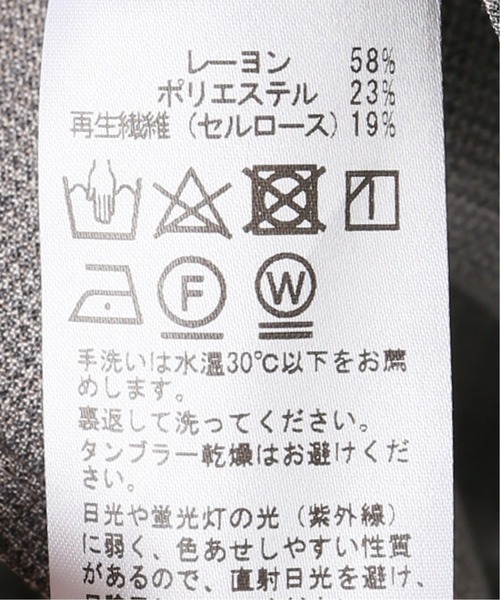 レーヨン 58%
ポリエステル 23%
再生繊維（セルロース）19%
F W
手洗いは水温30℃以下をお薦
めします。
裏返して洗ってください。
タンブラー乾燥はお避けくだ
さい。
日光や蛍光灯の光（紫外線）
に弱く、色あせしやすい性質
があるので、直射日光を避け、